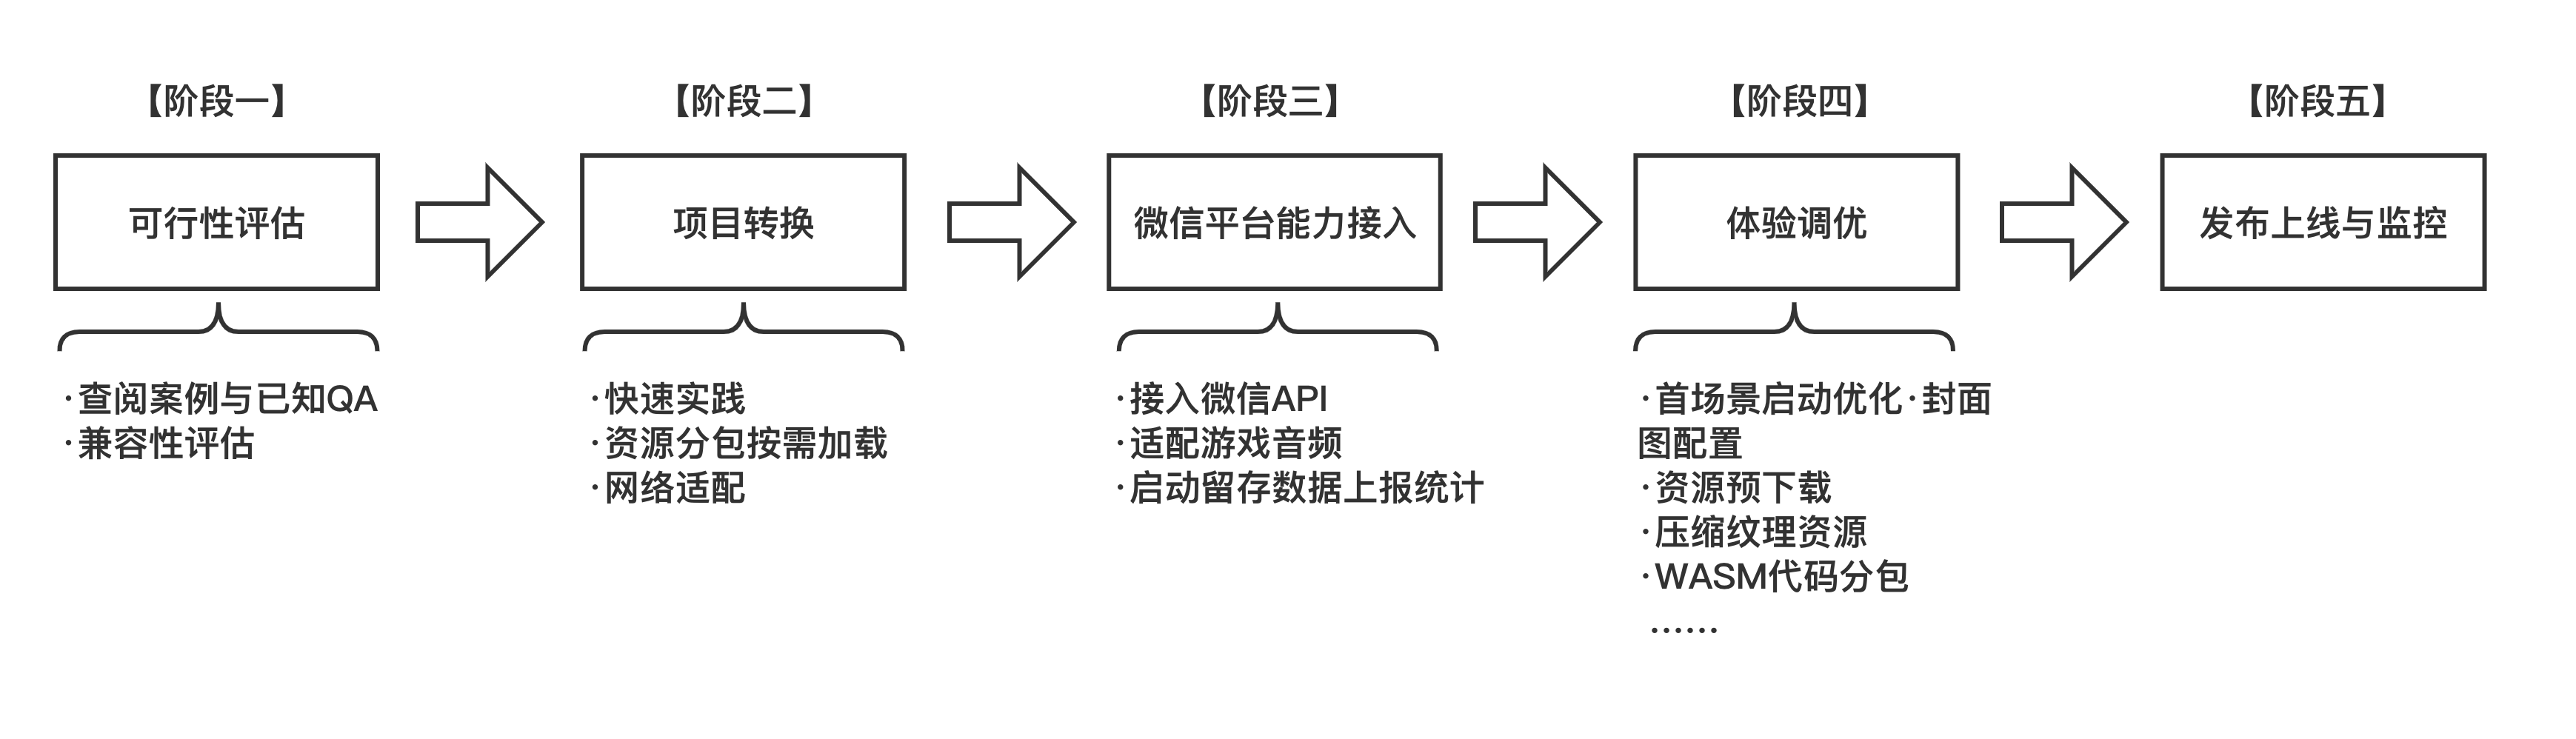 【阶段一】
【阶段二】
【阶段三】
【阶段四】
【阶段五】
可行性评估
项目转换
微信平台能力接入
体验调优
发布上线与监控
·查阅案例与已知QA
·兼容性评估
·快速实践
·资源分包按需加载
·网络适配
·接入微信API
·适配游戏音频
·启动留存数据上报统计
·首场景启动优化·封面
图配置
·资源预下载
·压缩纹理资源
·WASM代码分包
······